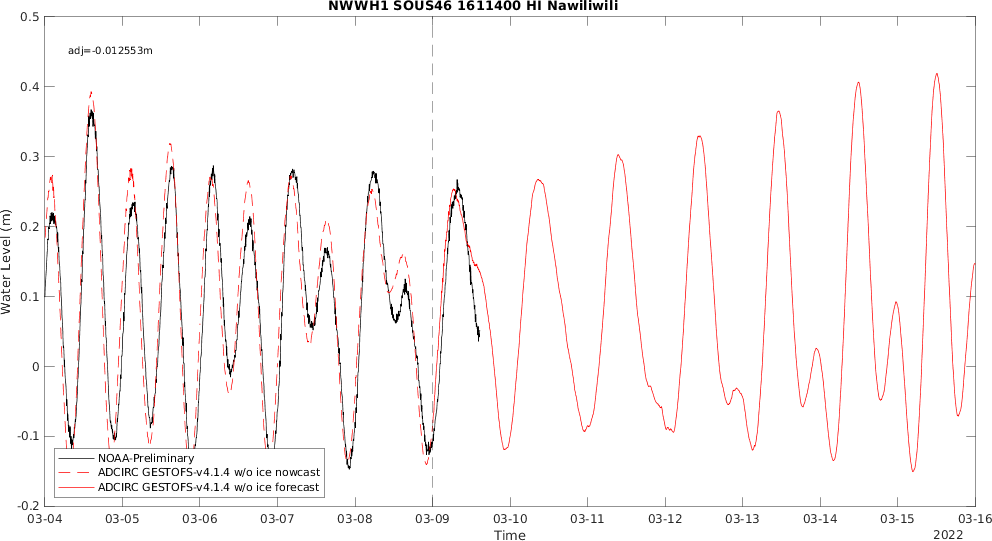 NWWH1 SOUS46 1611400 HI Nawiliwili
adj=-0.012553m
Water Level (m)
0.5
0.4
0.3
0.2
0.1
0
-0.1
-0.2
NOAA-Preliminary
ADCIRC GESTOFS-v4.1.4 w/o ice nowcast
ADCIRC GESTOFS-v4.1.4 w/o ice forecast
03-04 03-05 03-06 03-07 03-08 03-09 03-10 03-11 03-12 03-13 03-14 03-15 03-16
Time
2022